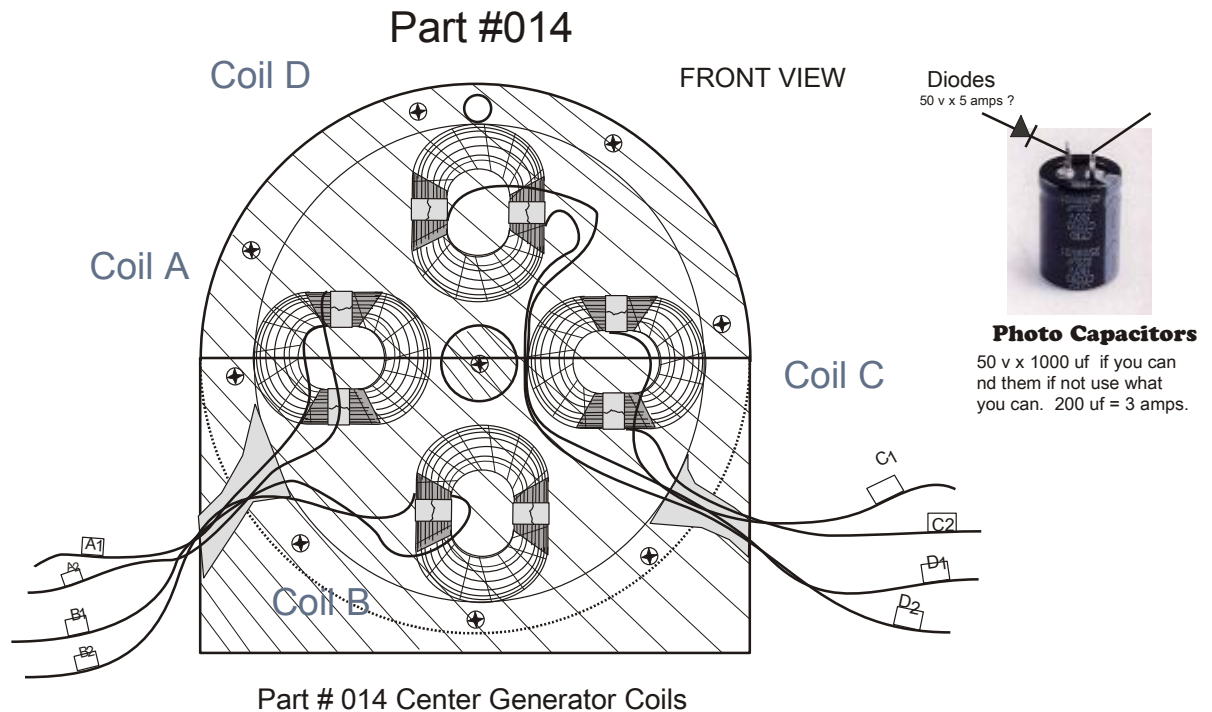 Part #014
Coil D
FRONT VIEW
Diodes
50 v x 5 amps ?
Coil A
Photo Capacitors
50 v x 1000 uf if you can
nd them if not use what
you can. 200 uf = 3 amps.
Coil C
C1
C2
A1
A2
D1
B1
D2
Coil B
B2
Part # 014 Center Generator Coils